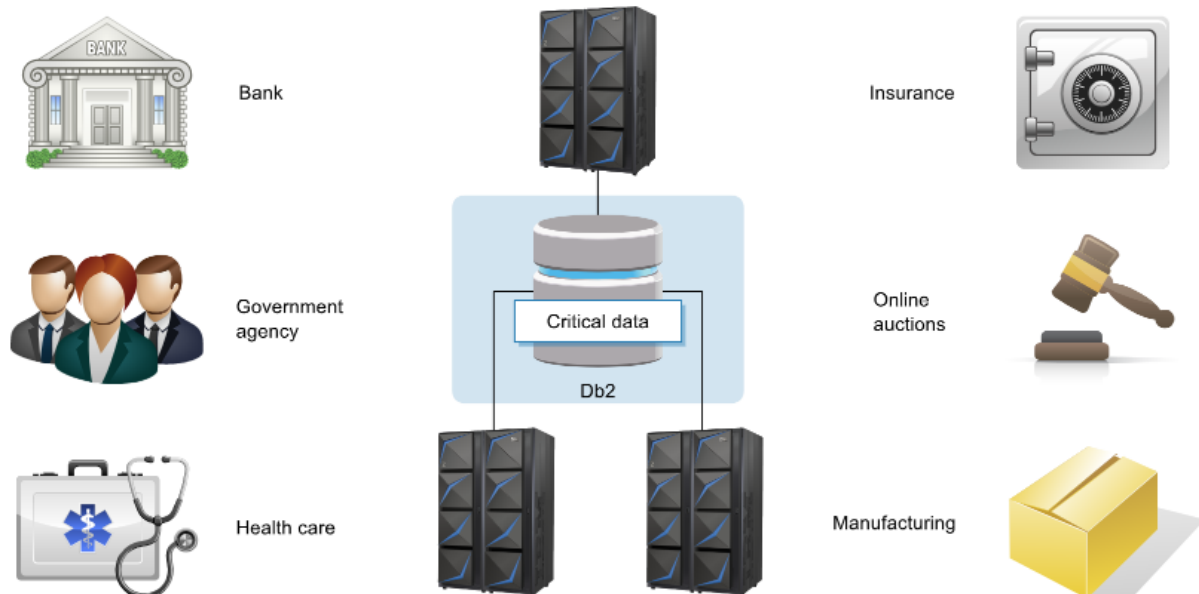 BANK
Bank
Insurance
Government
agency
Critical data
Db2
Online
auctions
Health care
Manufacturing